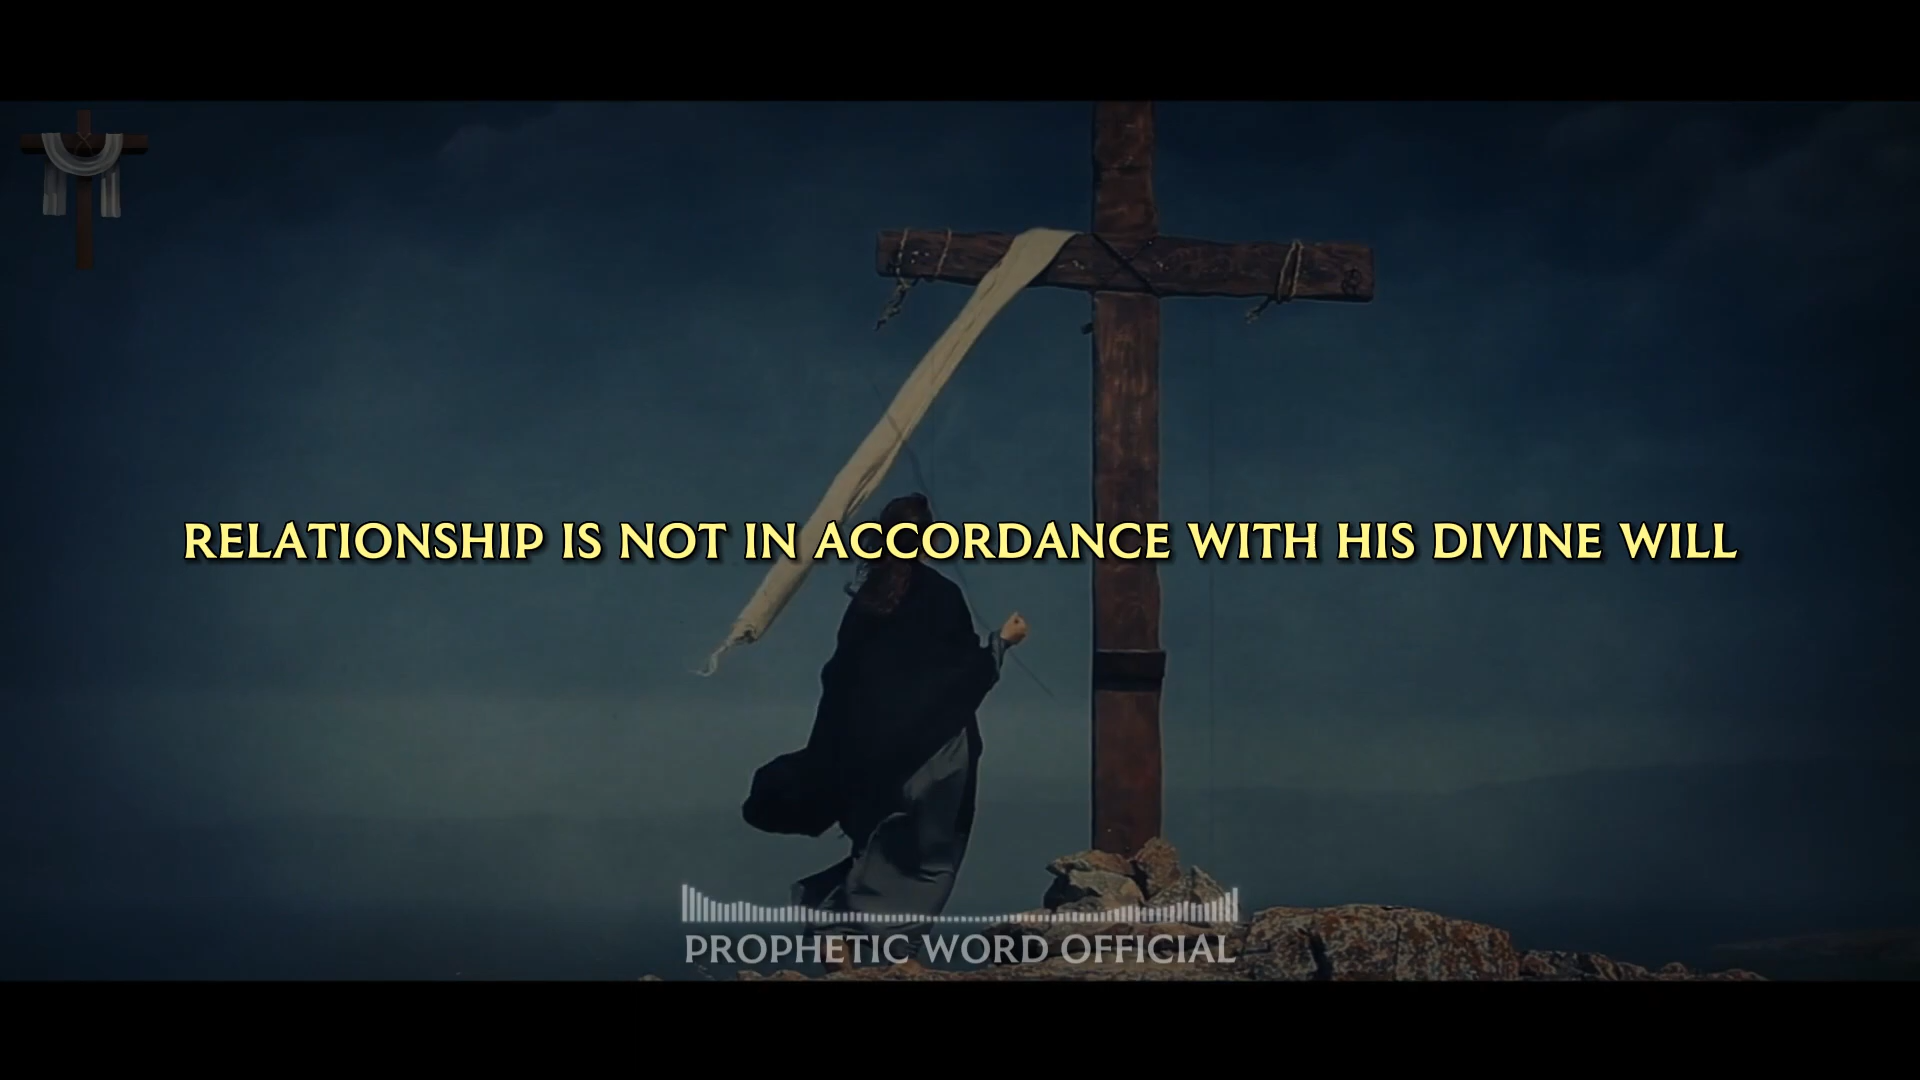 RELATIONSHIP IS NOT IN ACCORDANCE WITH HIS DIVINE WILL
PROPHETIC WORD OFFICIAL